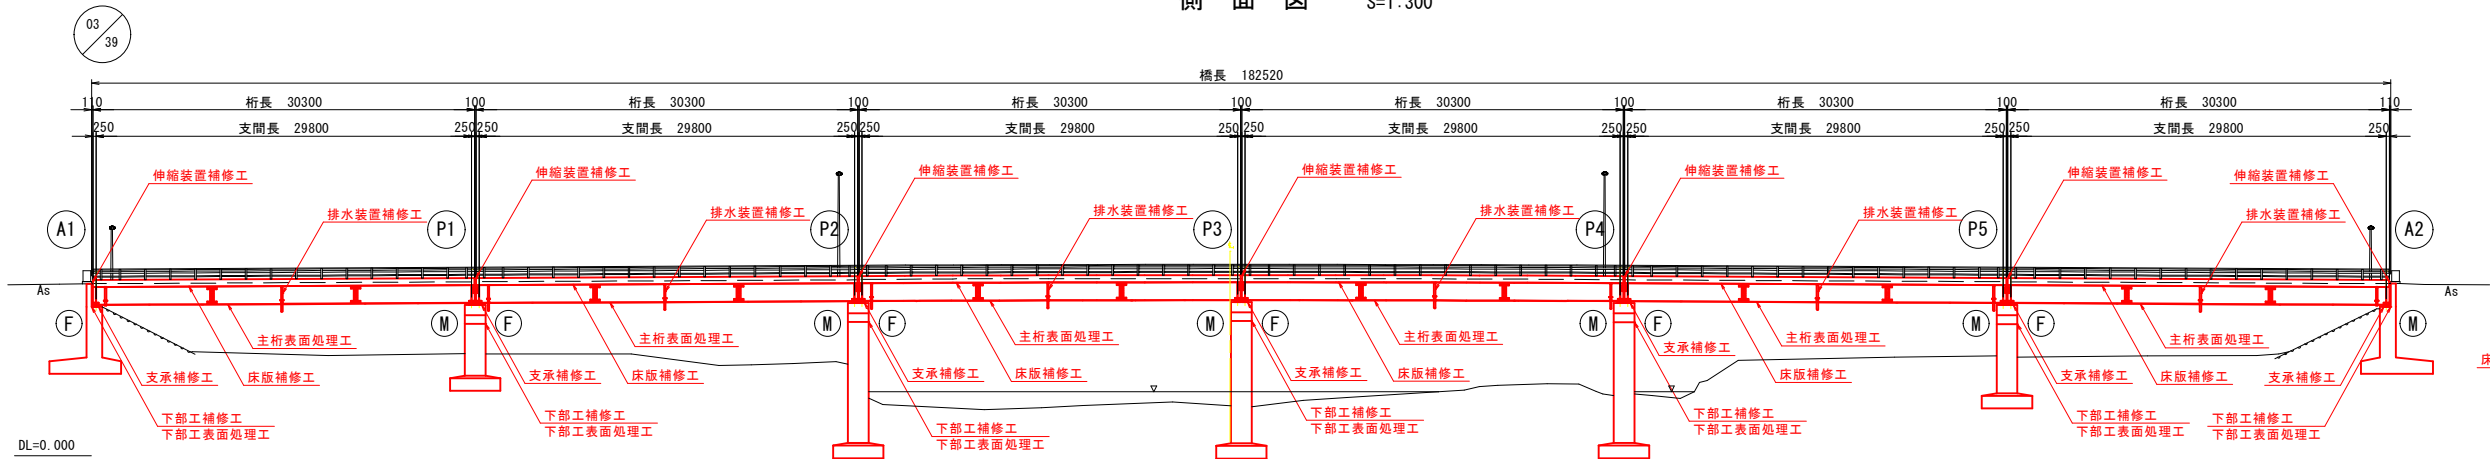 側 面 図 S=1:300
03
39
橋長 182520
110 桁長 30300 100 桁長 30300 100 桁長 30300 100 桁長 30300 100 桁長 30300 100 桁長 30300 110
250 支間長 29800 250 250 支間長 29800 250 250 支間長 29800 250 250 支間長 29800 250 250 支間長 29800 250 250 支間長 29800 250
伸縮装置補修工 伸縮装置補修工 伸縮装置補修工 伸縮装置補修工 伸縮装置補修工 伸縮装置補修工 伸縮装置補修工
排水装置補修工 排水装置補修工 排水装置補修工 排水装置補修工 排水装置補修工 排水装置補修工
A1 P1 P2 P3 P4 P5 A2
As As
F M F M F M F M F M F M
主桁表面処理工 主桁表面処理工 主桁表面処理工 主桁表面処理工 主桁表面処理工 主桁表面処理工
支承補修工 床版補修工 支承補修工 床版補修工 支承補修工 床版補修工 支承補修工 床版補修工 支承補修工 床版補修工 支承補修工 床版補修工 支承補修工
下部工補修工 下部工補修工 下部工補修工 下部工補修工 下部工補修工 下部工補修工 下部工補修工
下部工表面処理工 下部工表面処理工 下部工表面処理工 下部工表面処理工 下部工表面処理工 下部工表面処理工 下部工表面処理工
DL=0.000